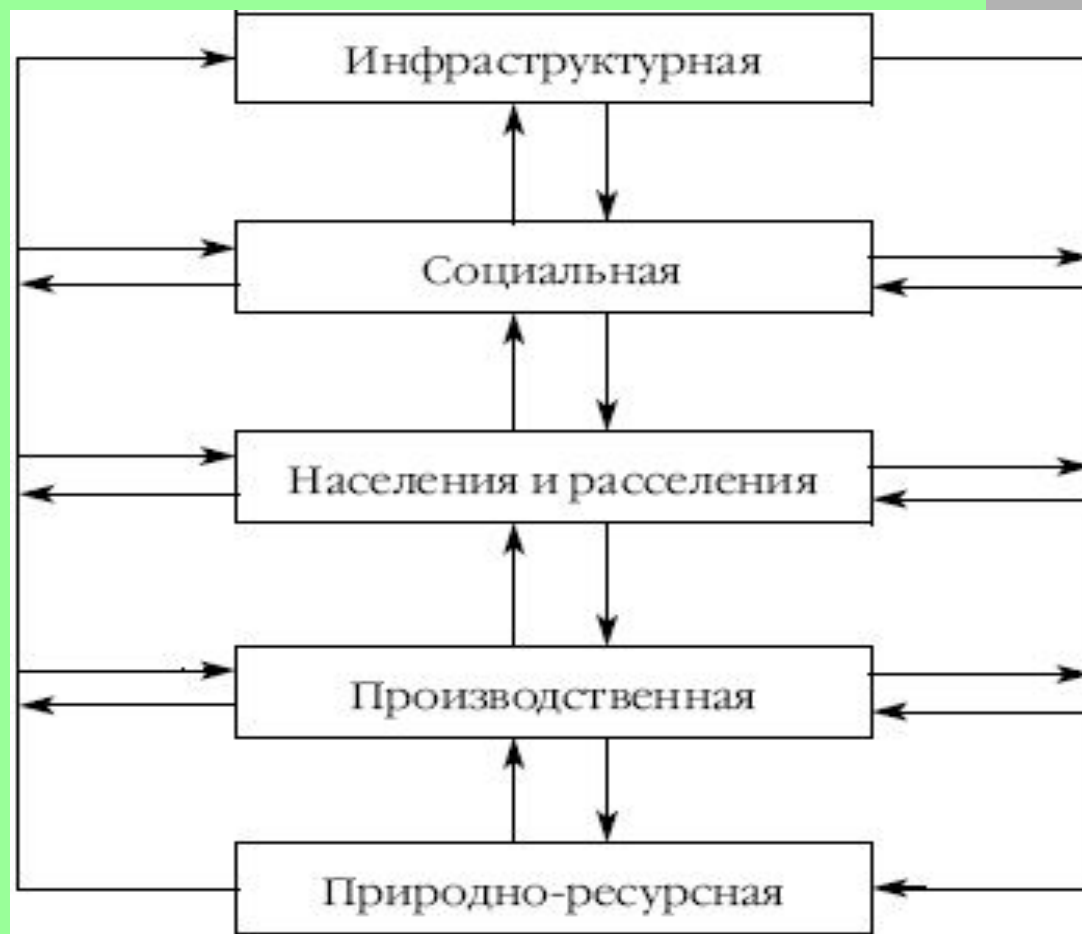 Инфраструктурная
Социальная
Населения и расселения
Производственная
Природно-ресурсная